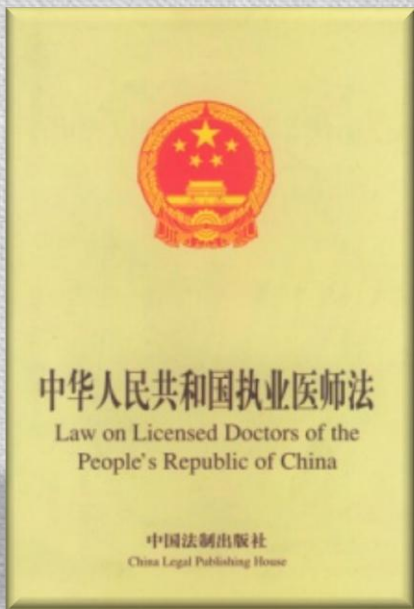 中华人民共和国执业医师法
Law on Licensed Doctors of the
People's Republic of China
中国法制出版社
China Legal Publishing House